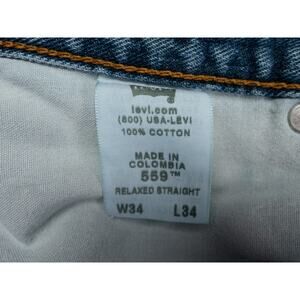 levi.com
(800) USA-LEVI
100% COTTON
MADE IN
COLOMBIA
559™
RELAXED STRAIGHT
W34 L34